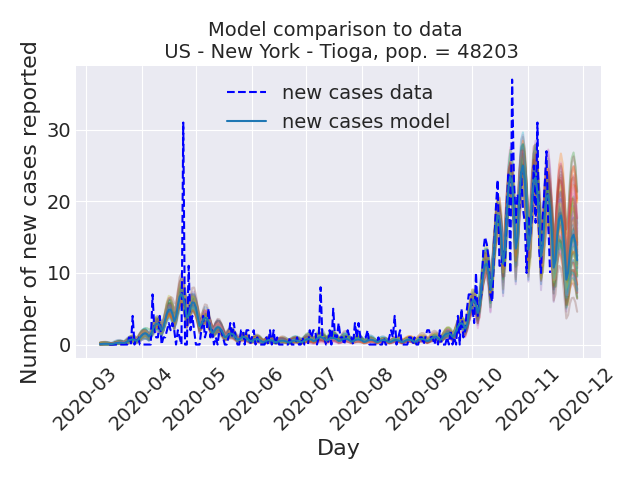 Model comparison to data
US - New York - Tioga, pop. = 48203
Number of new cases reported
new cases data
new cases model
30
20
10
0
2020-03
2020-04
2020-05
2020-06
2020-07
2020-08
2020-09
2020-10
2020-11
2020-12
Day